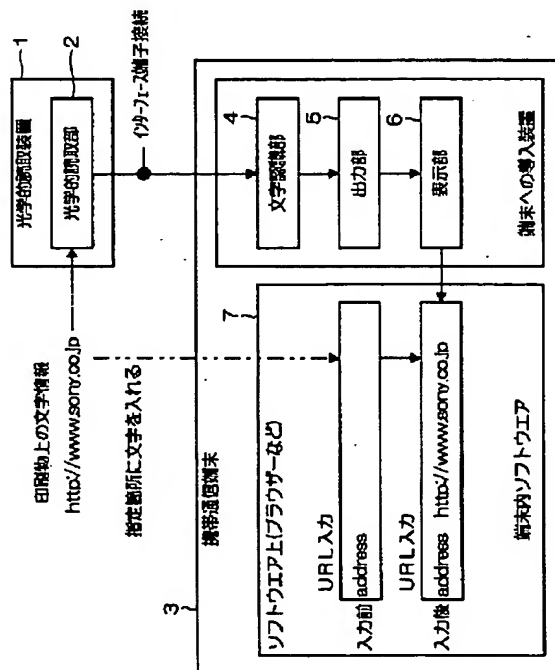 光学的読取装置
1
光学的読取部
2
印刷物上の文字情報
http://www.sony.co.jp
インターフェース端子接続
指定箇所に文字を入れる
携帯通信端末
3
文字認識部
4
出力部
5
表示部
6
端末への導入装置
7
ソフトウエア上(ブラウザーなど)
URL入力
入力前 address
URL入力
入力後 address http://www.sony.co.jp
端末内ソフトウエア